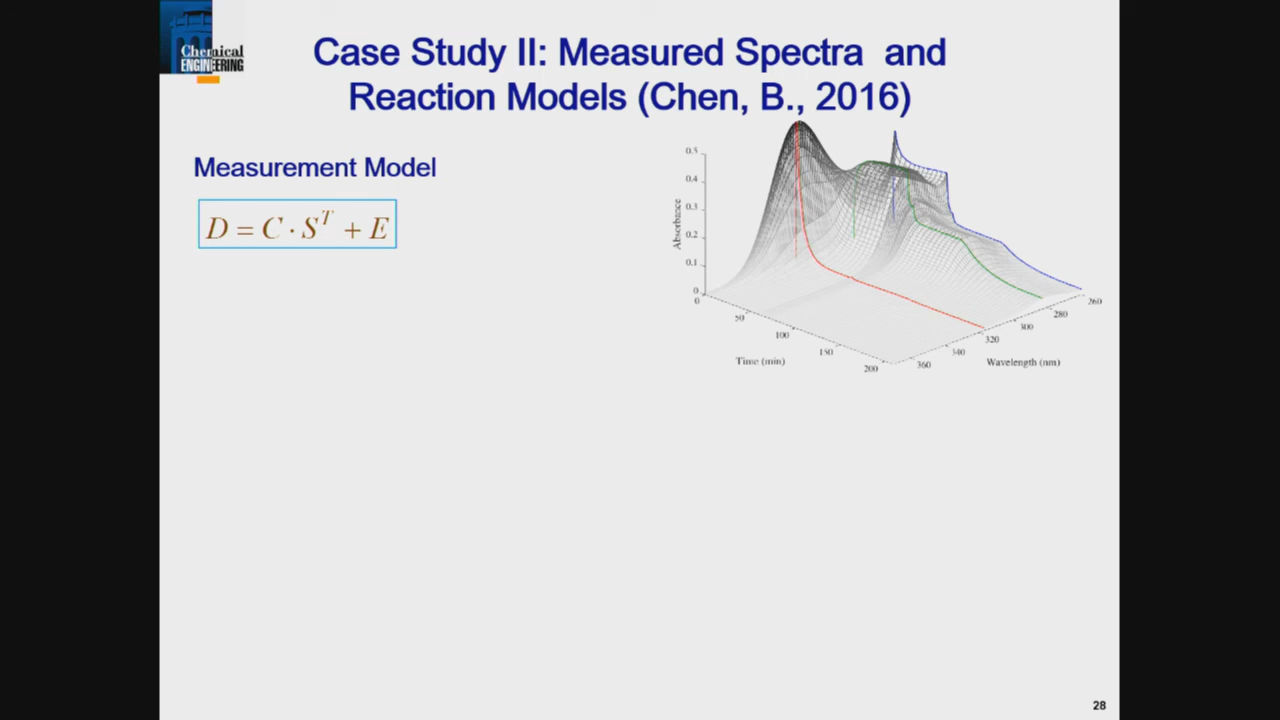 Chemical
ENGINEERING
Case Study II: Measured Spectra and
Reaction Models (Chen, B., 2016)
Measurement Model
D = C · S^T + E
0.5
0.4
0.3
0.2
0.1
0
Absorbance
0
50
100
150
200
Time (min)
360
340
320
300
280
260
Wavelength (nm)
28